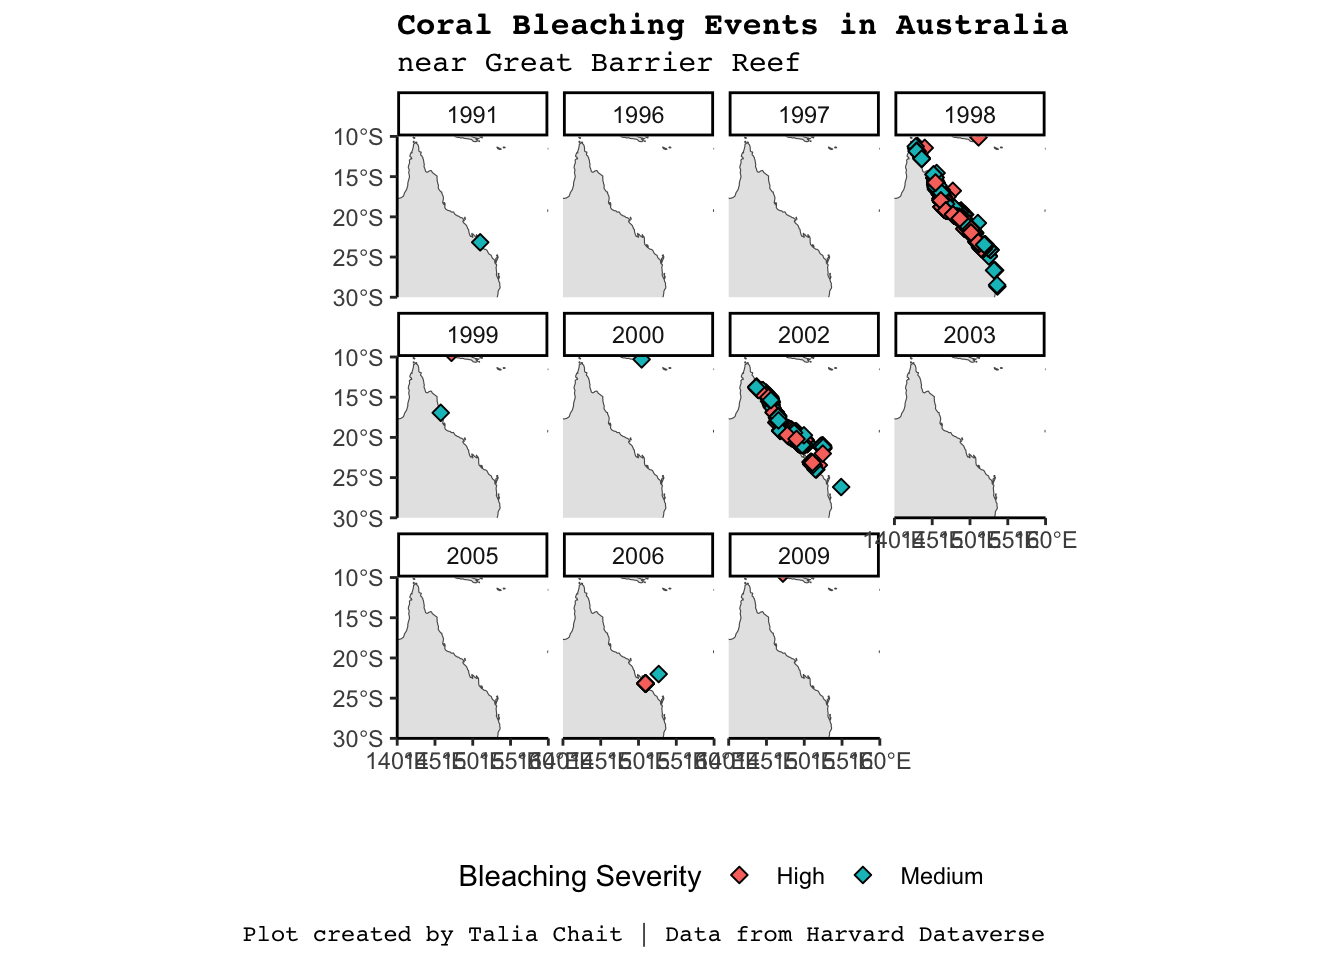 Coral Bleaching Events in Australia
near Great Barrier Reef
1991 1996 1997 1998
10°S
15°S
20°S
25°S
30°S
1999 2000 2002 2003
10°S
15°S
20°S
25°S
30°S
140°E 145°E 150°E 155°E 160°E
2005 2006 2009
10°S
15°S
20°S
25°S
30°S
140°E 145°E 150°E 155°E 160°E 140°E 145°E 150°E 155°E 160°E 140°E 145°E 150°E 155°E 160°E
Bleaching Severity High Medium
Plot created by Talia Chait | Data from Harvard Dataverse